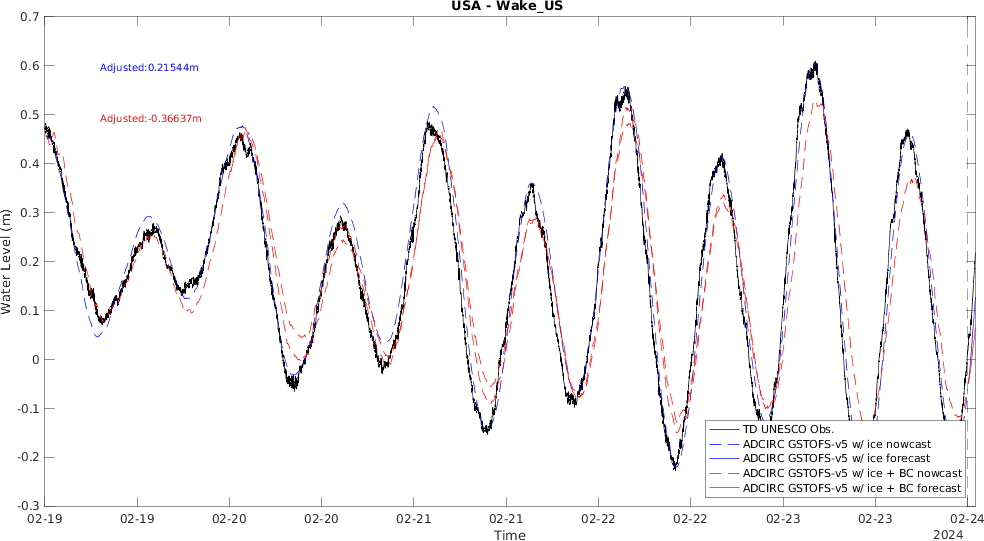 USA - Wake_US
0.7
0.6
0.5
0.4
0.3
0.2
0.1
0
-0.1
-0.2
-0.3
Water Level (m)
Adjusted:0.21544m
Adjusted:-0.36637m
TD UNESCO Obs.
ADCIRC GSTOFS-v5 w/ ice nowcast
ADCIRC GSTOFS-v5 w/ ice forecast
ADCIRC GSTOFS-v5 w/ ice + BC nowcast
ADCIRC GSTOFS-v5 w/ ice + BC forecast
02-19 02-19 02-20 02-20 02-21 02-21 02-22 02-22 02-23 02-23 02-24
2024
Time